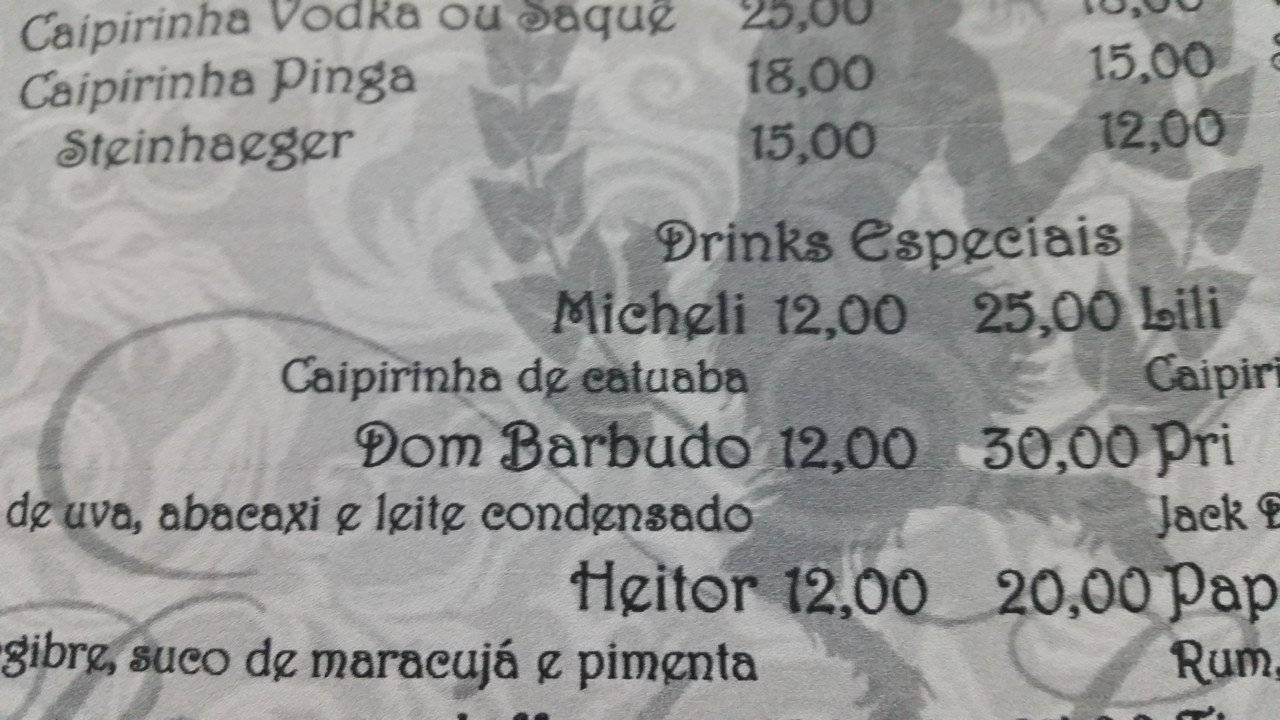 Caipirinha Vodka ou Saquê 25,00
Caipirinha Pinga 18,00 15,00
Steinhaeger 15,00 12,00
Drinks Especiais
Micheli 12,00 25,00 Lili
Caipirinha de catuaba
Dom Barbudo 12,00 30,00 Pri
de uva, abacaxi e leite condensado Jack
Heitor 12,00 20,00
suco de maracujá e pimenta Rum,